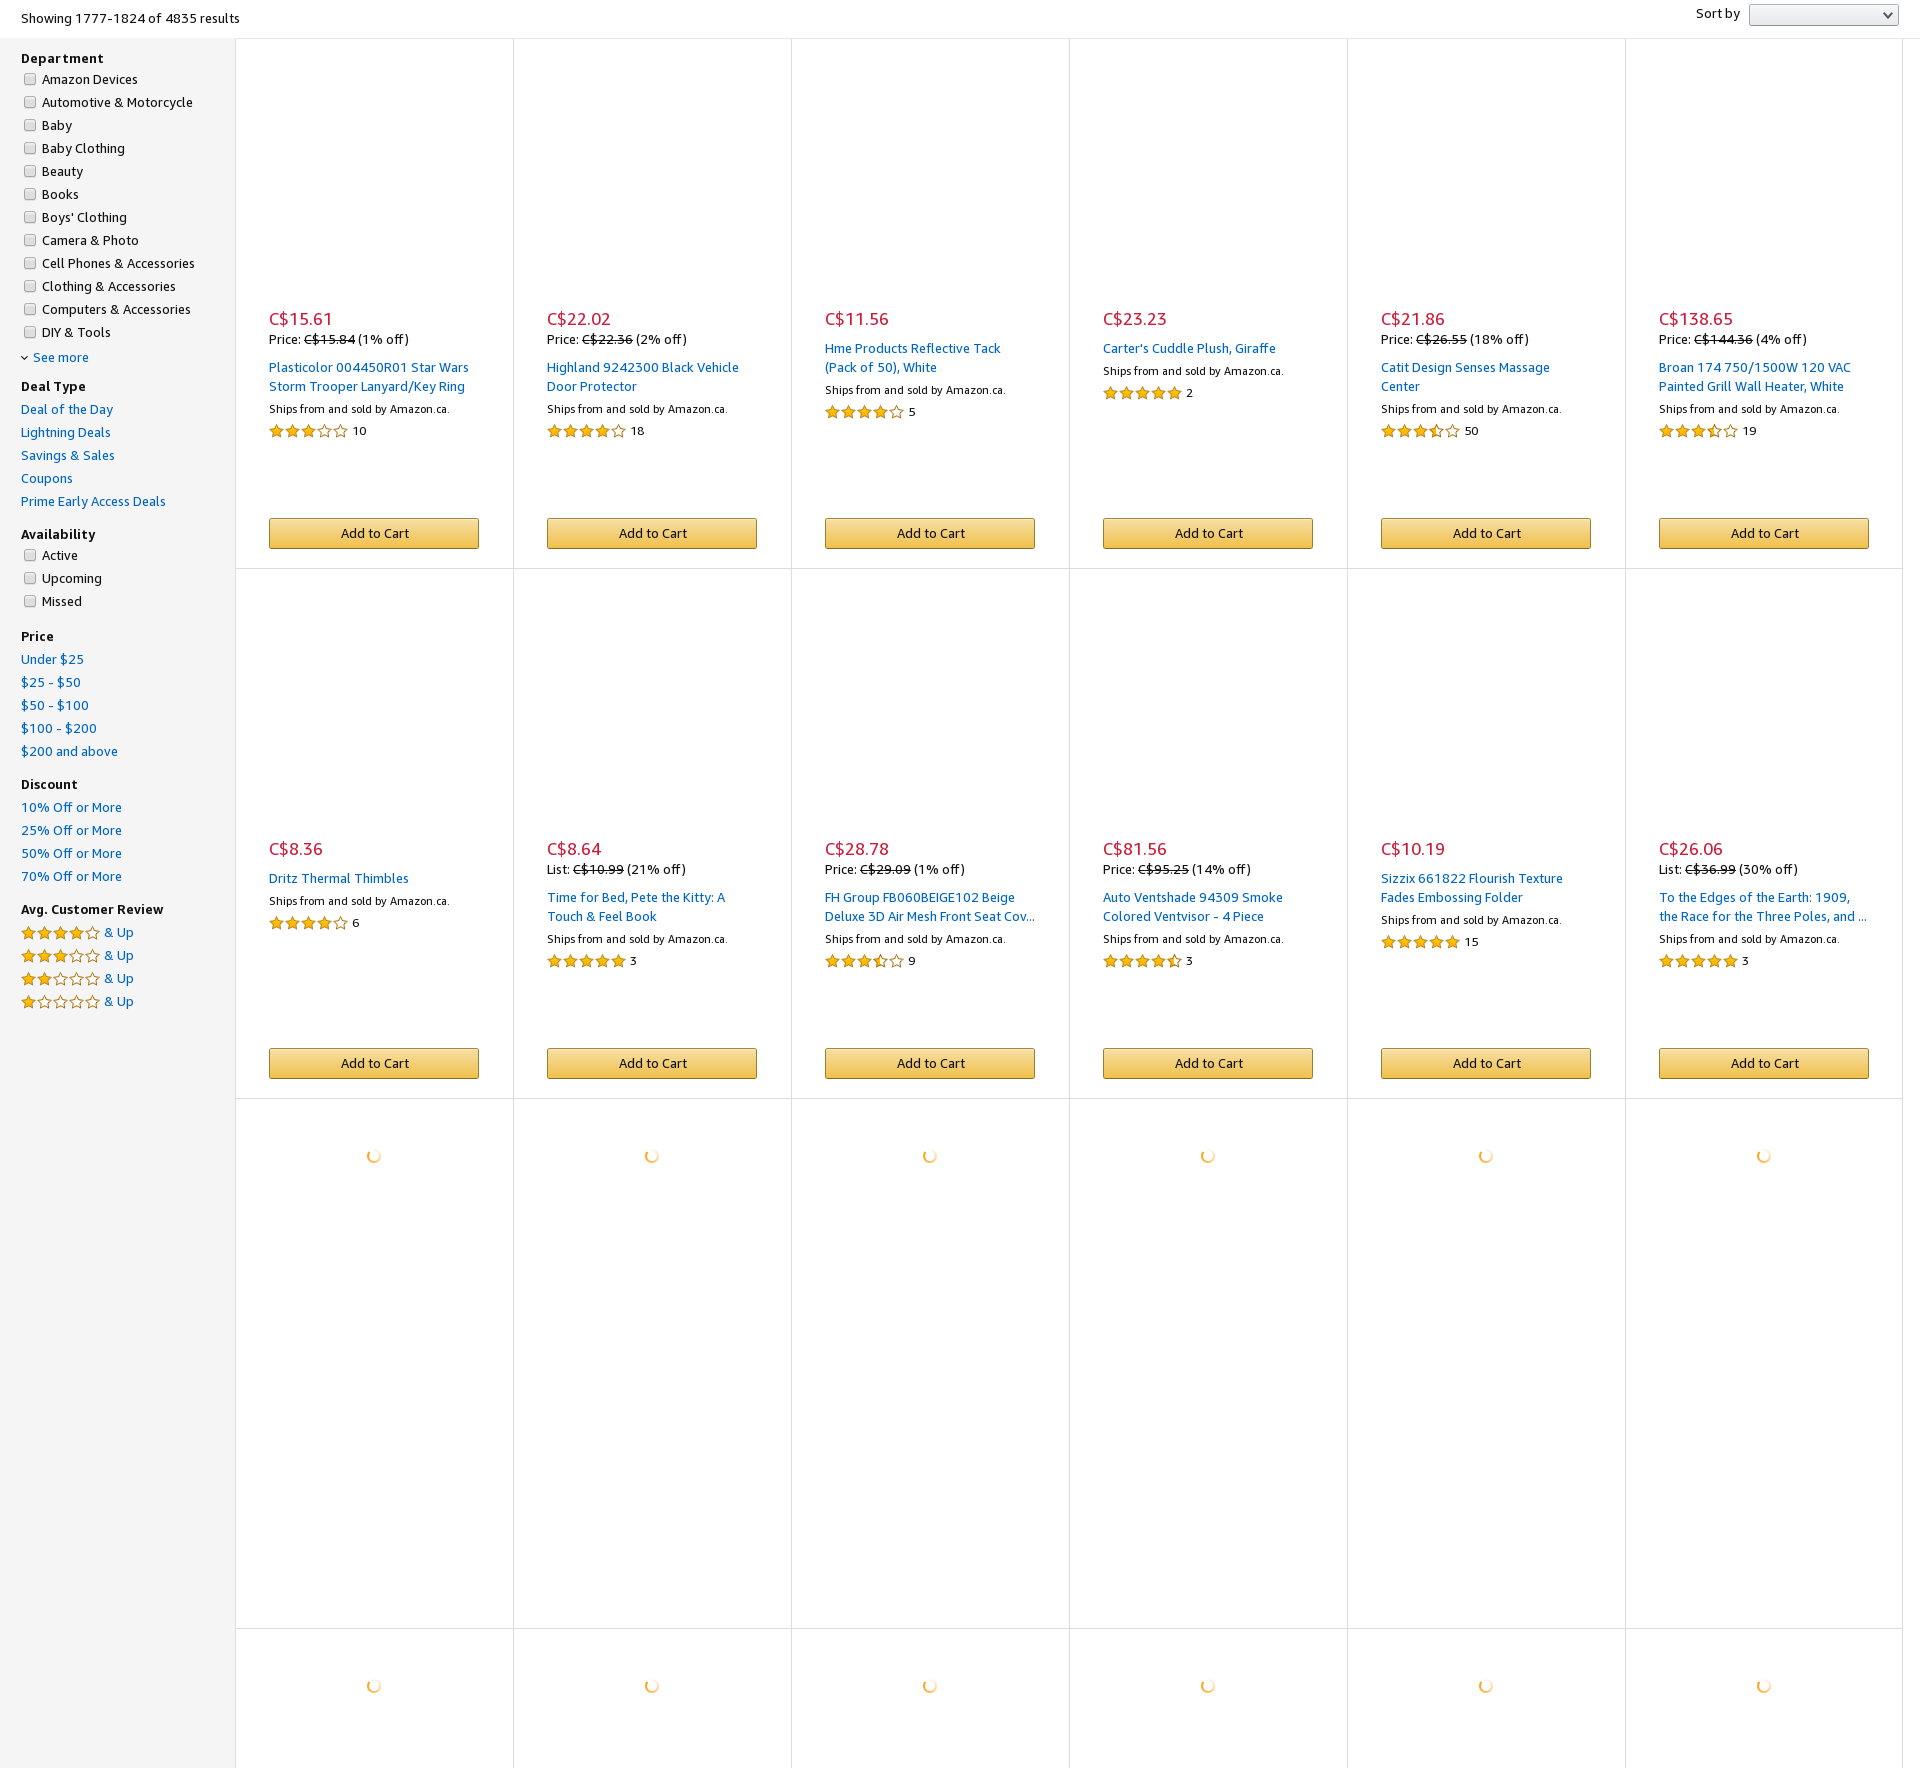 Showing 1777-1824 of 4835 results
Sort by
Department
Amazon Devices
Automotive & Motorcycle
Baby
Baby Clothing
Beauty
Books
Boys' Clothing
Camera & Photo
Cell Phones & Accessories
Clothing & Accessories
Computers & Accessories
DIY & Tools
See more
Deal Type
Deal of the Day
Lightning Deals
Savings & Sales
Coupons
Prime Early Access Deals
Availability
Active
Upcoming
Missed
Price
Under $25
$25 - $50
$50 - $100
$100 - $200
$200 and above
Discount
10% Off or More
25% Off or More
50% Off or More
70% Off or More
Avg. Customer Review
& Up
& Up
& Up
& Up
C$15.61
Price: C$15.84 (1% off)
Plasticolor 004450R01 Star Wars
Storm Trooper Lanyard/Key Ring
Ships from and sold by Amazon.ca.
10
Add to Cart
C$22.02
Price: C$22.36 (2% off)
Highland 9242300 Black Vehicle
Door Protector
Ships from and sold by Amazon.ca.
18
Add to Cart
C$11.56
Hme Products Reflective Tack
(Pack of 50), White
Ships from and sold by Amazon.ca.
5
Add to Cart
C$23.23
Carter's Cuddle Plush, Giraffe
Ships from and sold by Amazon.ca.
2
Add to Cart
C$21.86
Price: C$26.55 (18% off)
Catit Design Senses Massage
Center
Ships from and sold by Amazon.ca.
50
Add to Cart
C$138.65
Price: C$144.36 (4% off)
Broan 174 750/1500W 120 VAC
Painted Grill Wall Heater, White
Ships from and sold by Amazon.ca.
19
Add to Cart
C$8.36
Dritz Thermal Thimbles
Ships from and sold by Amazon.ca.
6
Add to Cart
C$8.64
List: C$10.99 (21% off)
Time for Bed, Pete the Kitty: A
Touch & Feel Book
Ships from and sold by Amazon.ca.
3
Add to Cart
C$28.78
Price: C$29.09 (1% off)
FH Group FB060BEIGE102 Beige
Deluxe 3D Air Mesh Front Seat Cov...
Ships from and sold by Amazon.ca.
9
Add to Cart
C$81.56
Price: C$95.25 (14% off)
Auto Ventshade 94309 Smoke
Colored Ventvisor - 4 Piece
Ships from and sold by Amazon.ca.
3
Add to Cart
C$10.19
Sizzix 661822 Flourish Texture
Fades Embossing Folder
Ships from and sold by Amazon.ca.
15
Add to Cart
C$26.06
List: C$36.99 (30% off)
To the Edges of the Earth: 1909,
the Race for the Three Poles, and ...
Ships from and sold by Amazon.ca.
3
Add to Cart